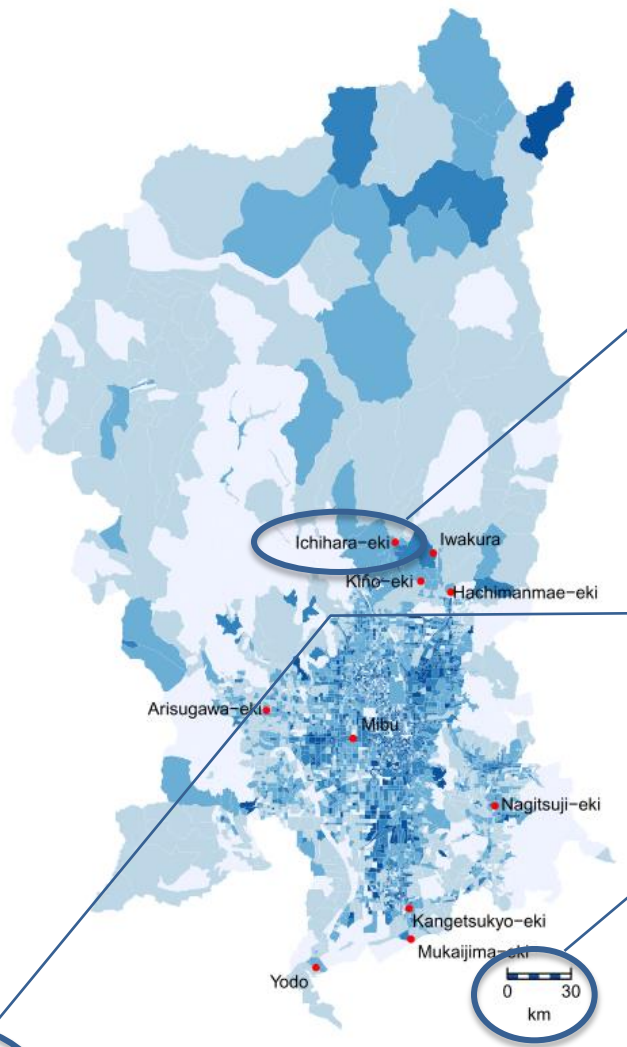 Ichihara−eki
Iwakura
Kino−eki
Hachimanmae−eki
Arisugawa−eki
Mibu
Nagitsuji−eki
Kangetsukyo−eki
Mukaijima−eki
Yodo
0 30
km